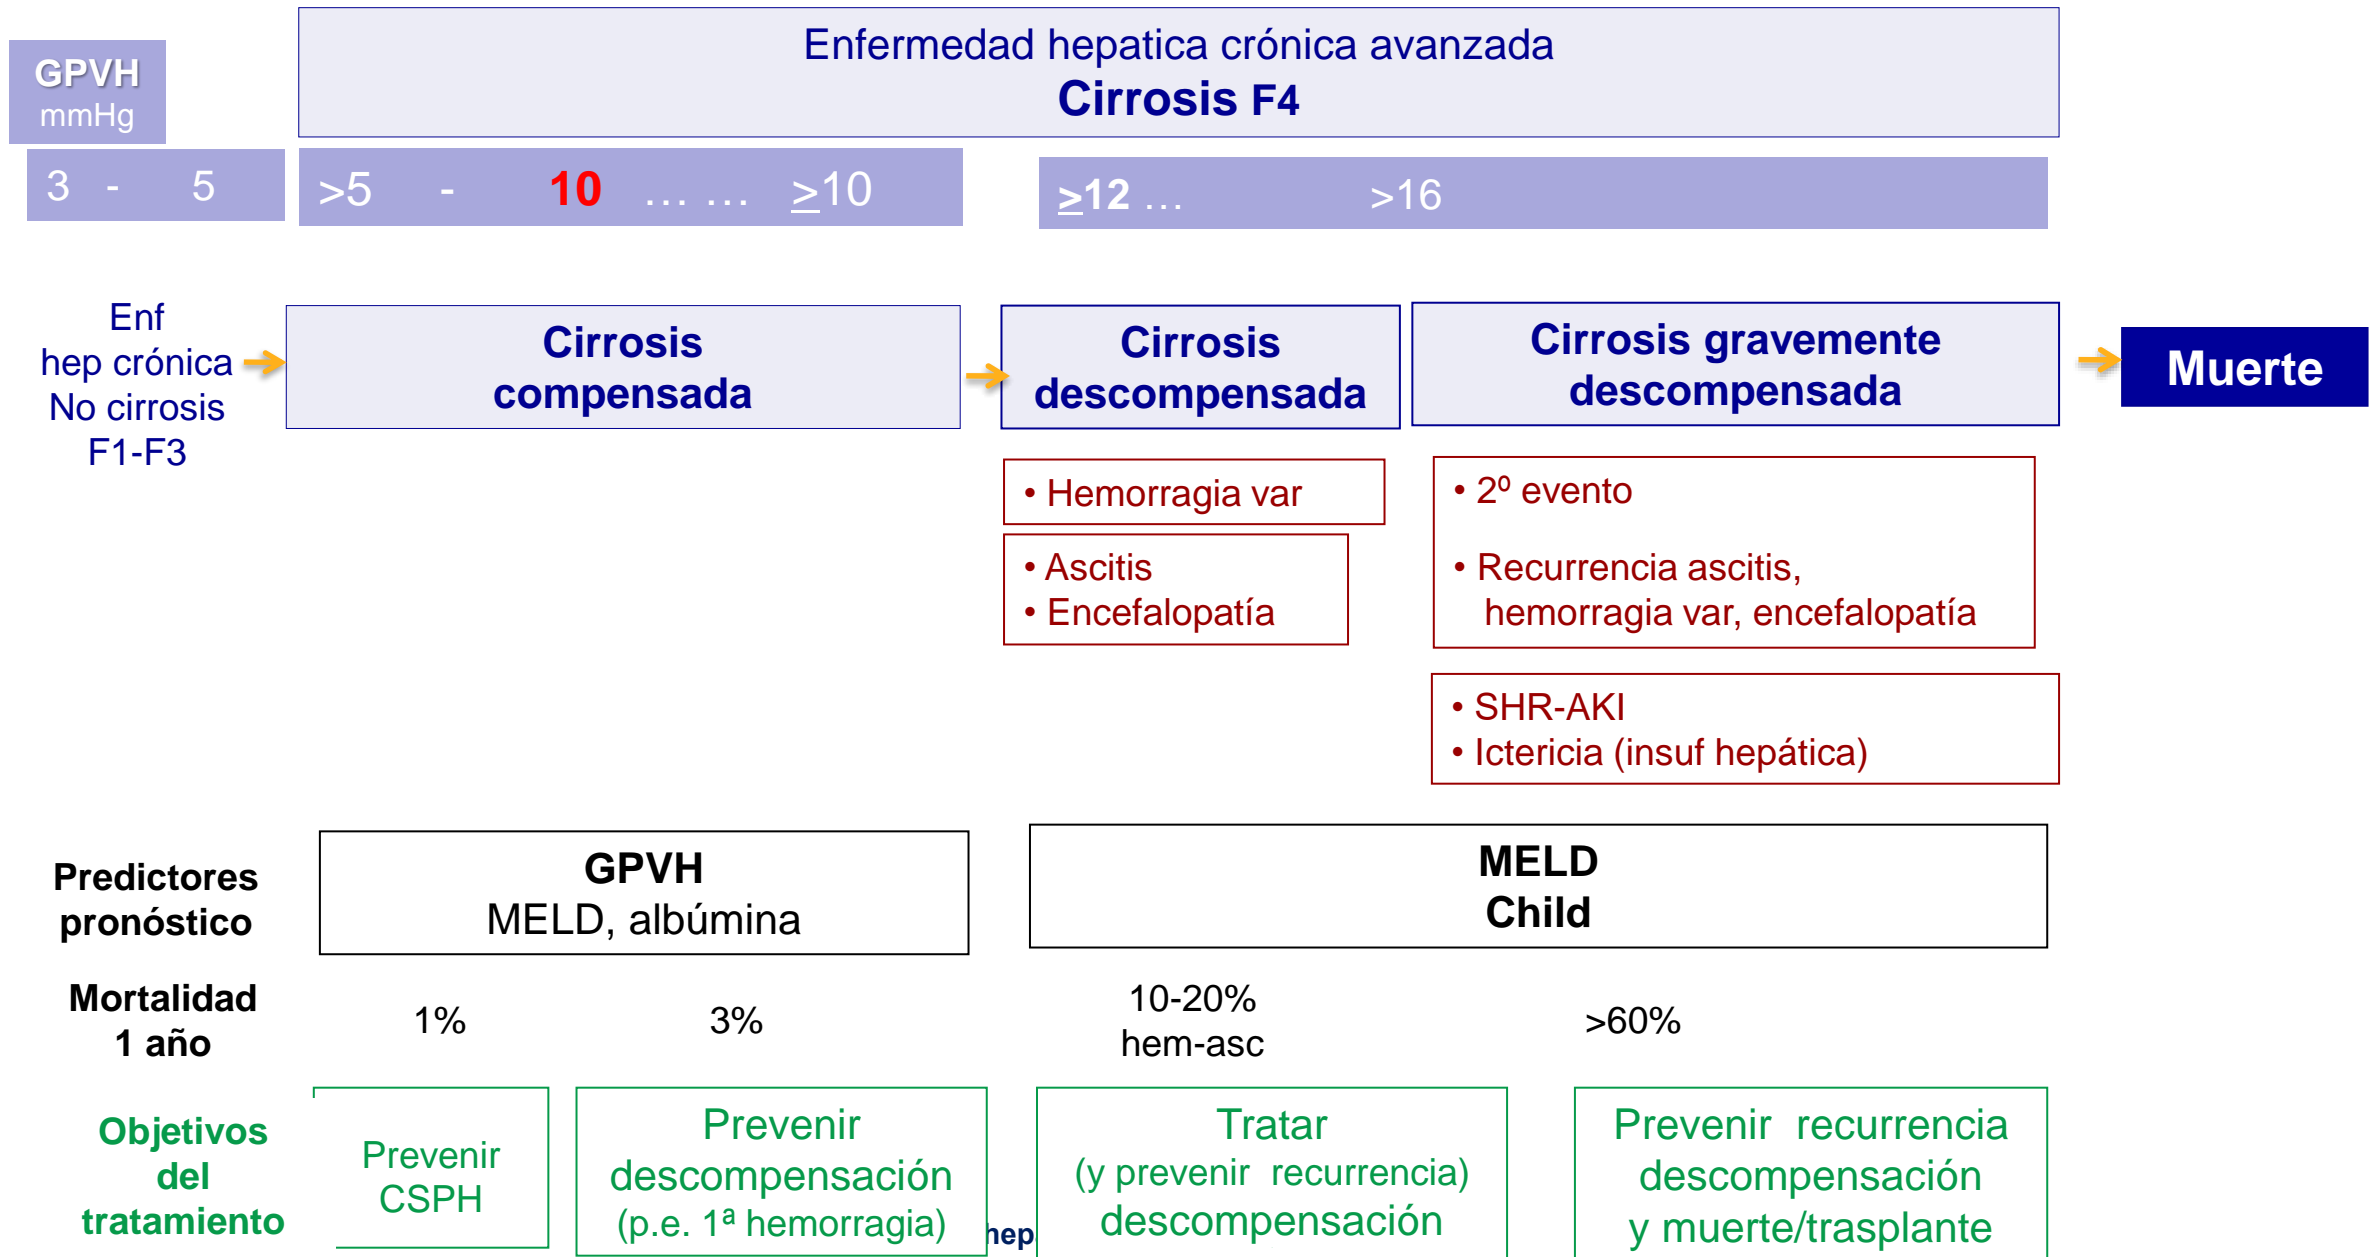 Enfermedad hepatica crónica avanzada
Cirrosis F4
GPVH
mmHg
3 - 5
>5 - 10 ... ... ≥10
≥12 ... >16
Enf
hep crónica
No cirrosis
F1-F3
Cirrosis
compensada
Cirrosis
descompensada
Cirrosis gravemente
descompensada
Muerte
• Hemorragia var
• Ascitis
• Encefalopatía
• 2º evento
• Recurrencia ascitis,
hemorragia var, encefalopatía
• SHR-AKI
• Ictericia (insuf hepática)
Predictores
pronóstico
GPVH
MELD, albúmina
MELD
Child
Mortalidad
1 año
1%
3%
10-20%
hem-asc
>60%
Objetivos
del
tratamiento
Prevenir
CSPH
Prevenir
descompensación
(p.e. 1ª hemorragia)
Tratar
(y prevenir recurrencia)
descompensación
Prevenir recurrencia
descompensación
y muerte/trasplante